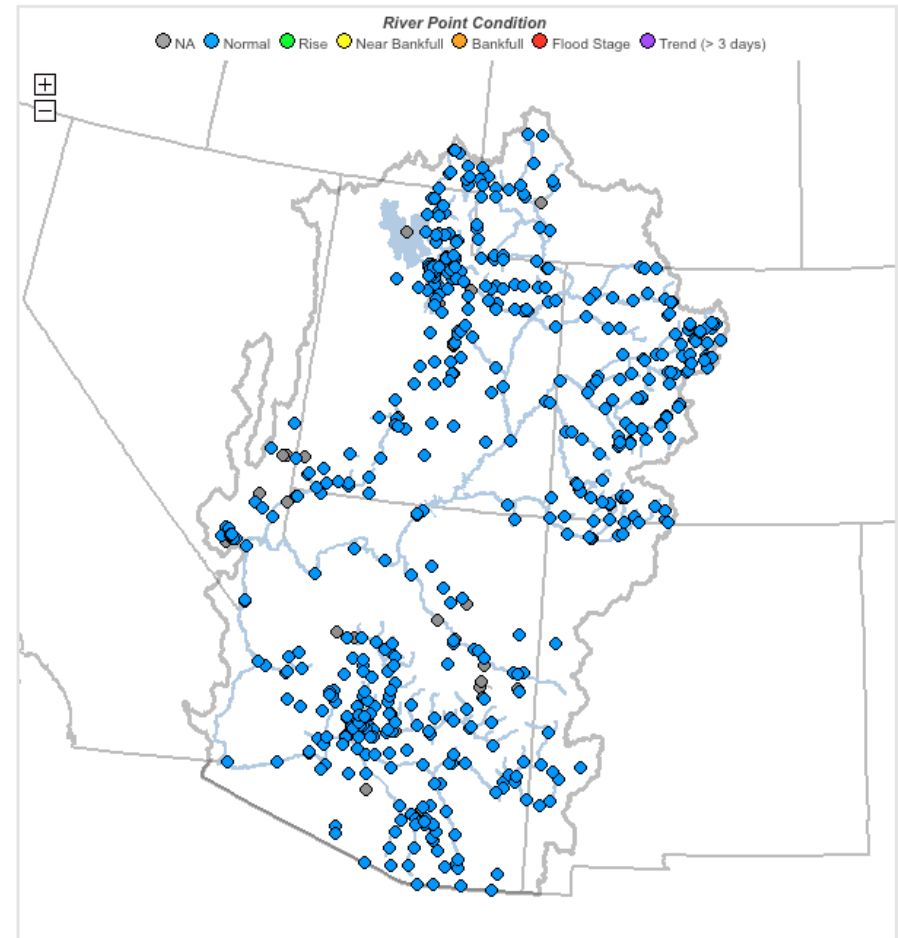 River Point Condition
NA Normal Rise Near Bankfull Bankfull Flood Stage Trend (> 3 days)
+
−